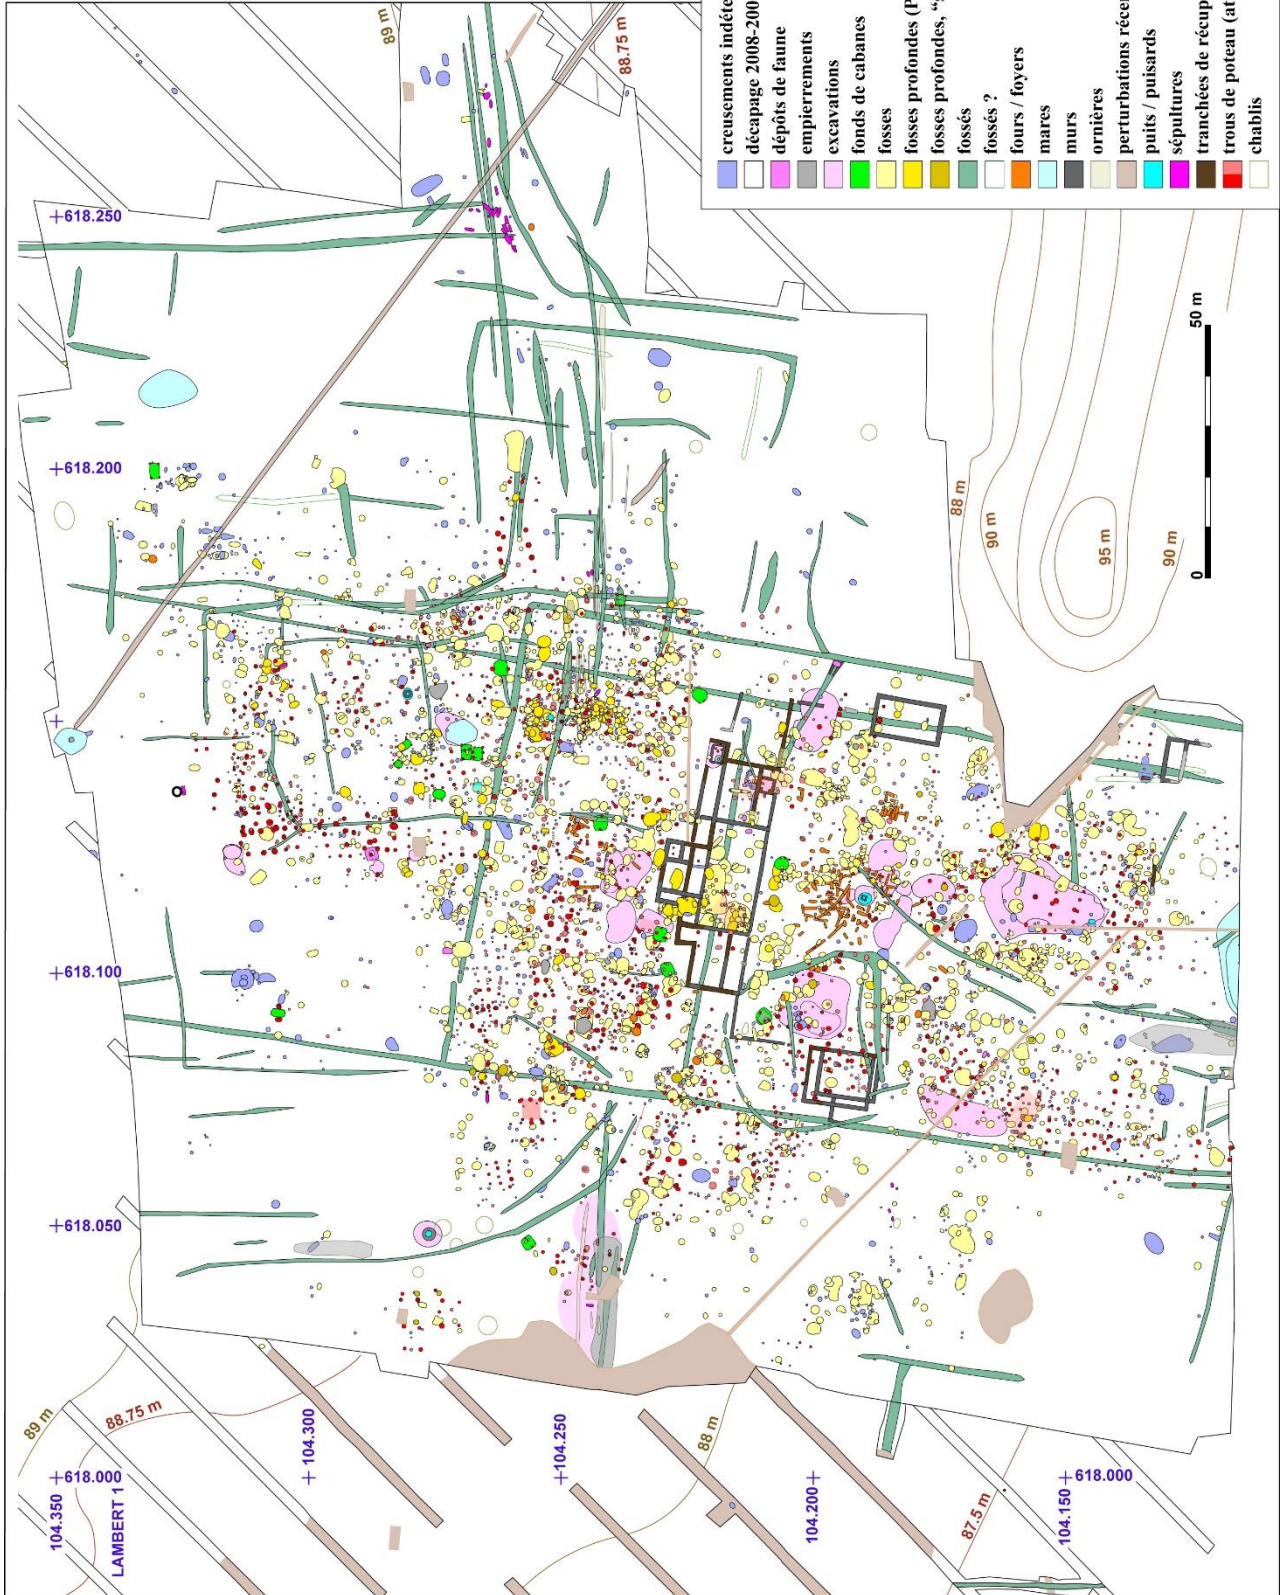 89 m
88.75 m
creusements indéte
décapage 2008-200
dépôts de faune
empierrements
excavations
fonds de cabanes
fosses
fosses profondes (P
fosses profondes, "
fossés
fossés ?
fours / foyers
mares
murs
ornières
perturbations récen
puits / puisards
sépultures
tranchées de récup
trous de poteau (at
chablis
618.250
618.200
50 m
0
88 m
90 m
95 m
90 m
618.100
618.050
89 m
88.75 m
104.350
618.000
LAMBERT 1
104.300
104.250
88 m
104.200
87.5 m
104.150
618.000